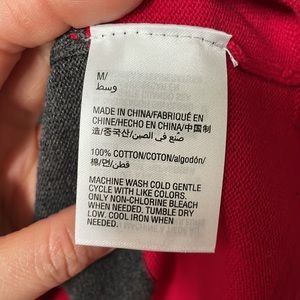 M/
وسط
MADE IN CHINA/FABRIQUÉ EN
CHINE/HECHO EN CHINA/中国制
造/중국산/صنع في الصين
100% COTTON/COTON/algodón/
棉/면/قطن
MACHINE WASH COLD GENTLE
CYCLE WITH LIKE COLORS.
ONLY NON-CHLORINE BLEACH
WHEN NEEDED. TUMBLE DRY
LOW. COOL IRON WHEN
NEEDED.